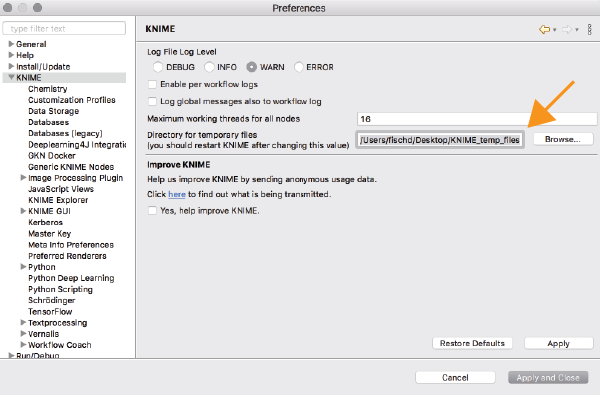 Preferences
type filter text
General
Help
Install/Update
KNIME
Chemistry
Customization Profiles
Data Storage
Databases
Databases (legacy)
Deeplearning4J Integratio
GKN Docker
Generic KNIME Nodes
Image Processing Plugin
JavaScript Views
KNIME Explorer
KNIME GUI
Kerberos
Master Key
Meta Info Preferences
Preferred Renderers
Python
Python Deep Learning
Python Scripting
Schrödinger
TensorFlow
Textprocessing
Vernalis
Workflow Coach
Run/Debug
KNIME
Log File Log Level
DEBUG INFO WARN ERROR
Enable per workflow logs
Log global messages also to workflow log
Maximum working threads for all nodes 16
Directory for temporary files
(you should restart KNIME after changing this value) /Users/fischd/Desktop/KNIME_temp_files Browse...
Improve KNIME
Help us improve KNIME by sending anonymous usage data.
Click here to find out what is being transmitted.
Yes, help improve KNIME.
Restore Defaults Apply
Cancel Apply and Close